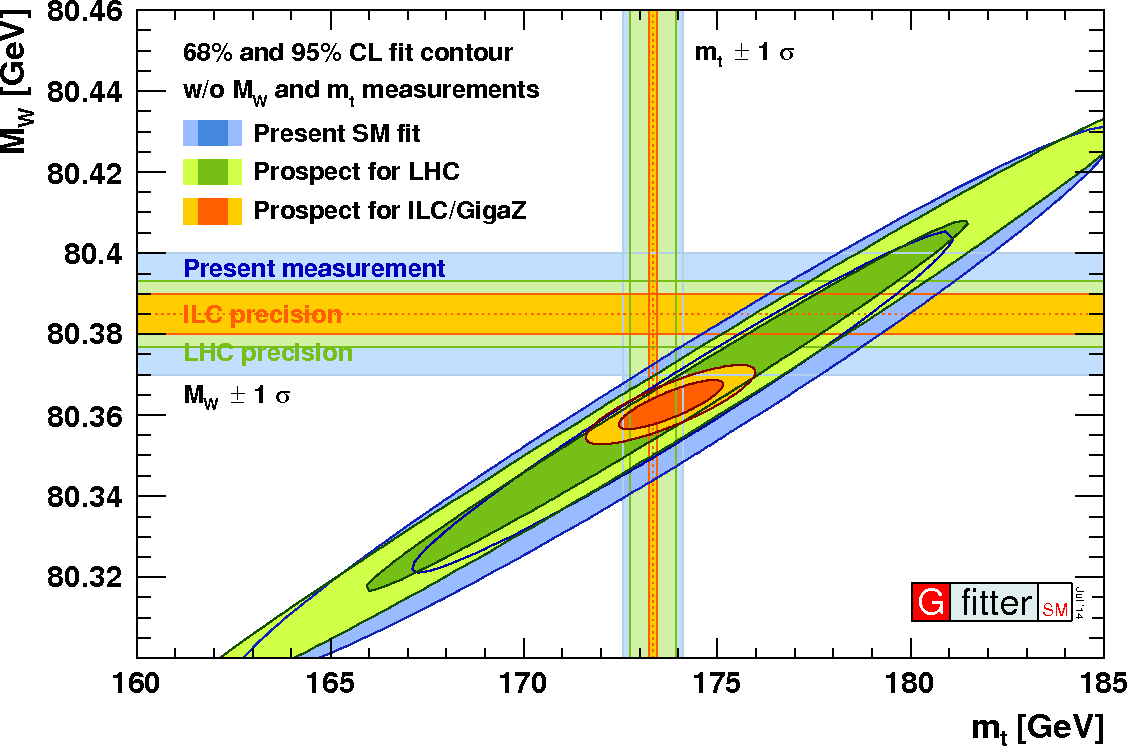 80.46
80.44
80.42
80.4
80.38
80.36
80.34
80.32
M_W [GeV]
68% and 95% CL fit contour
w/o M_W and m_t measurements
Present SM fit
Prospect for LHC
Prospect for ILC/GigaZ
m_t ± 1 σ
Present measurement
ILC precision
LHC precision
M_W ± 1 σ
G fitter SM Jul '14
160 165 170 175 180 185
m_t [GeV]